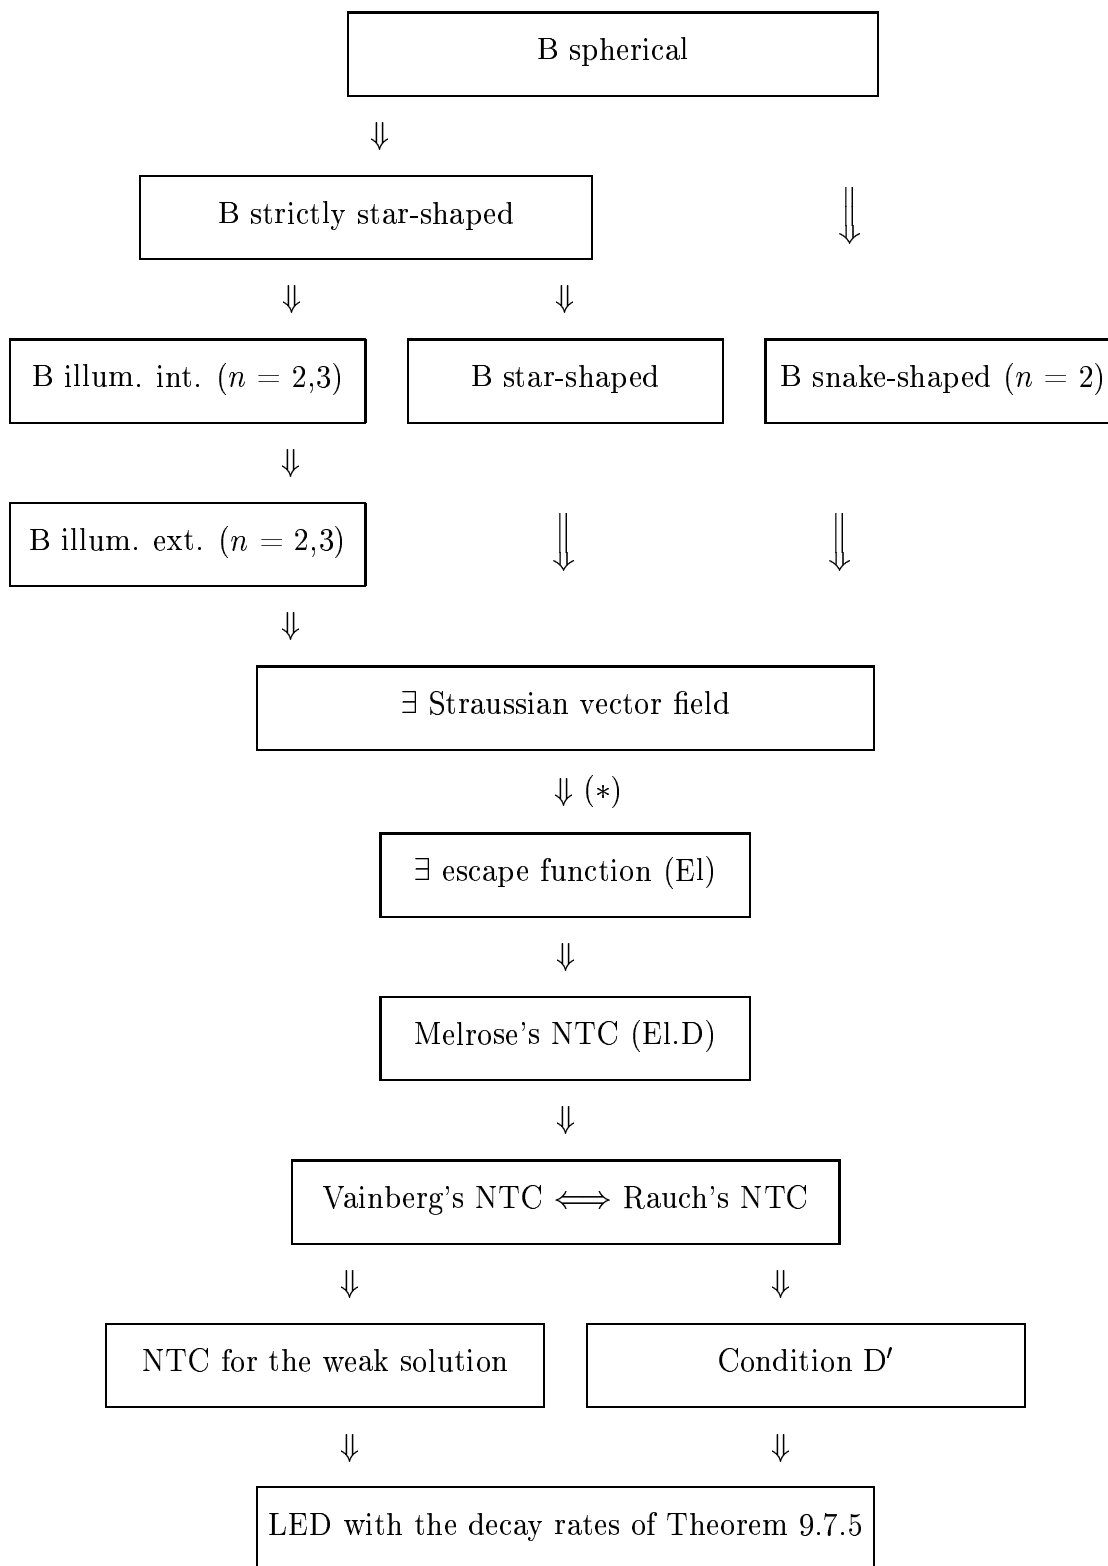 B spherical
⇓
B strictly star-shaped
⇓
⇓ ⇓
B illum. int. (n = 2,3)
B star-shaped
B snake-shaped (n = 2)
⇓
B illum. ext. (n = 2,3)
⇓ ⇓
⇓
∃ Straussian vector field
⇓ (*)
∃ escape function (El)
⇓
Melrose's NTC (El.D)
⇓
Vainberg's NTC ⟺ Rauch's NTC
⇓ ⇓
NTC for the weak solution
Condition D′
⇓ ⇓
LED with the decay rates of Theorem 9.7.5